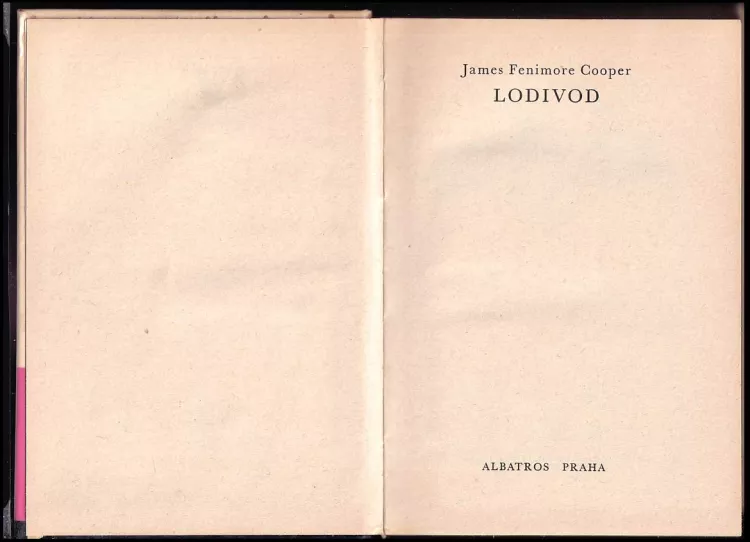 James Fenimore Cooper
LODIVOD
ALBATROS PRAHA